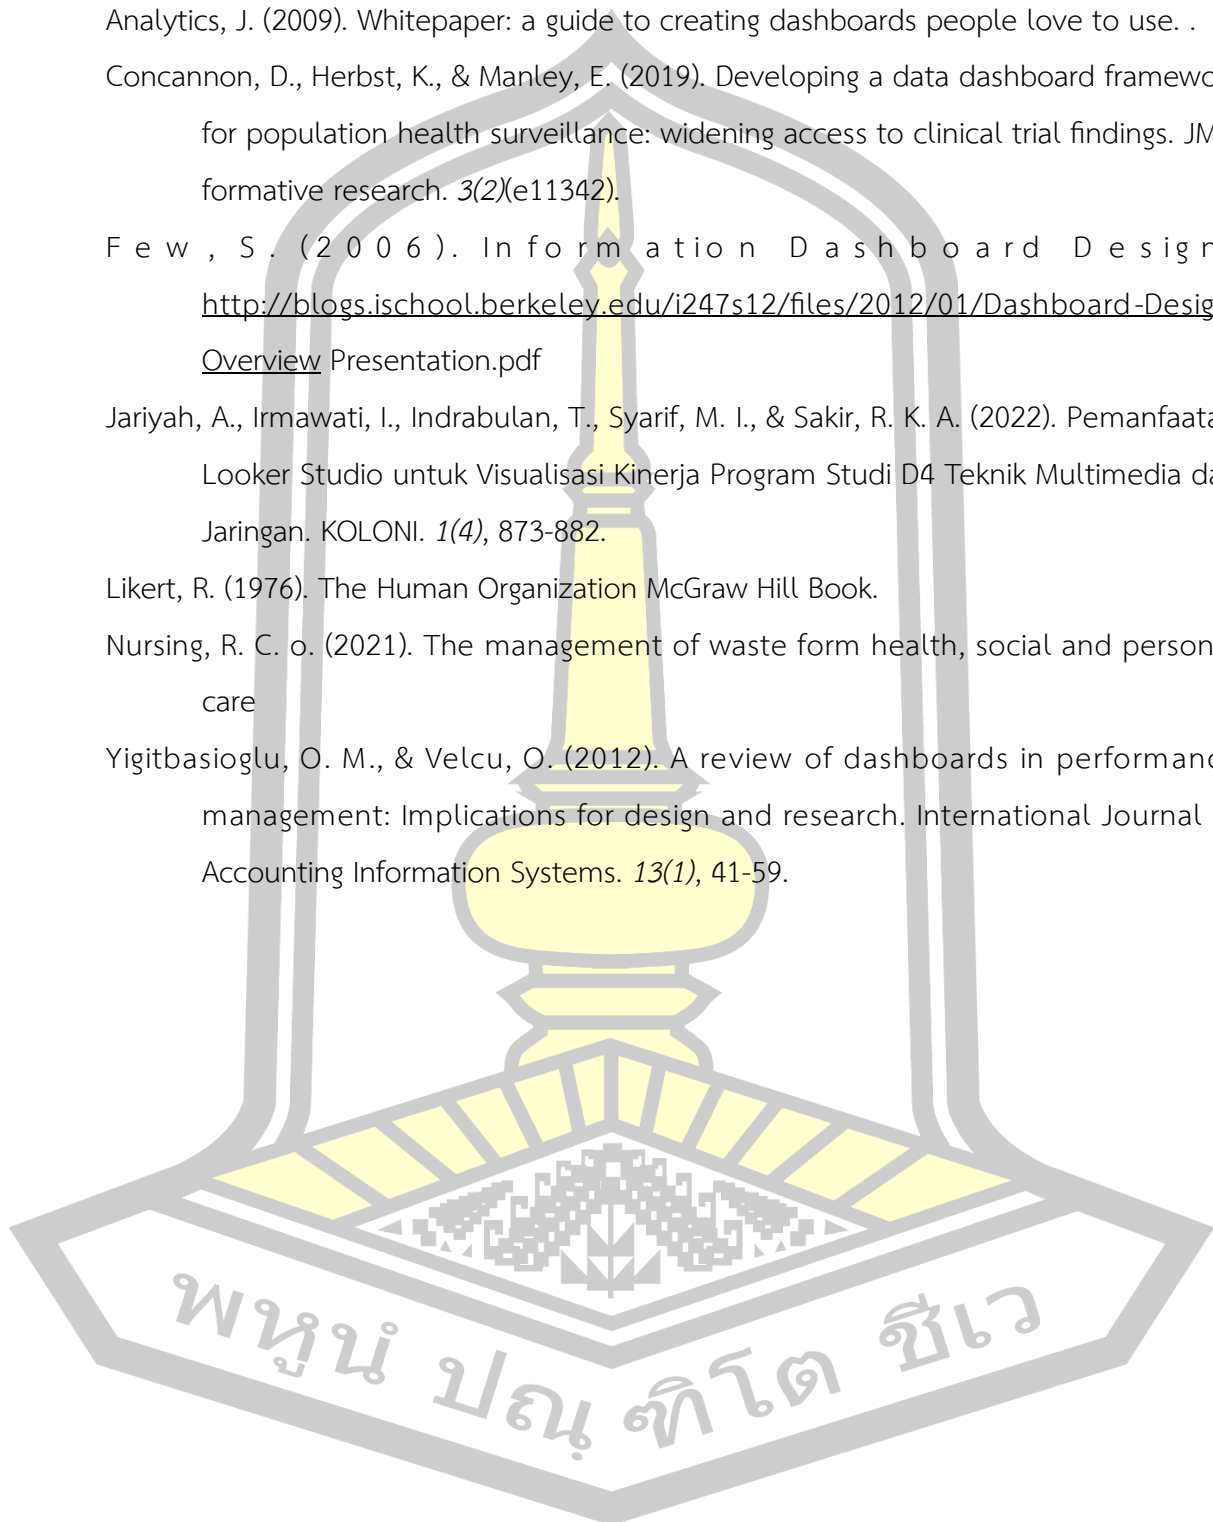 Analytics, J. (2009). Whitepaper: a guide to creating dashboards people love to use. .
Concannon, D., Herbst, K., & Manley, E. (2019). Developing a data dashboard framewo
for population health surveillance: widening access to clinical trial findings. JM
formative research. 3(2)(e11342).
Few, S. (2006). Information Dashboard Design
http://blogs.ischool.berkeley.edu/i247s12/files/2012/01/Dashboard-Desig
Overview Presentation.pdf
Jariyah, A., Irmawati, I., Indrabulan, T., Syarif, M. I., & Sakir, R. K. A. (2022). Pemanfaata
Looker Studio untuk Visualisasi Kinerja Program Studi D4 Teknik Multimedia da
Jaringan. KOLONI. 1(4), 873-882.
Likert, R. (1976). The Human Organization McGraw Hill Book.
Nursing, R. C. o. (2021). The management of waste form health, social and person
care
Yigitbasioglu, O. M., & Velcu, O. (2012). A review of dashboards in performanc
management: Implications for design and research. International Journal
Accounting Information Systems. 13(1), 41-59.
พหูนํ ปณฺ ฑิโต ชีเว